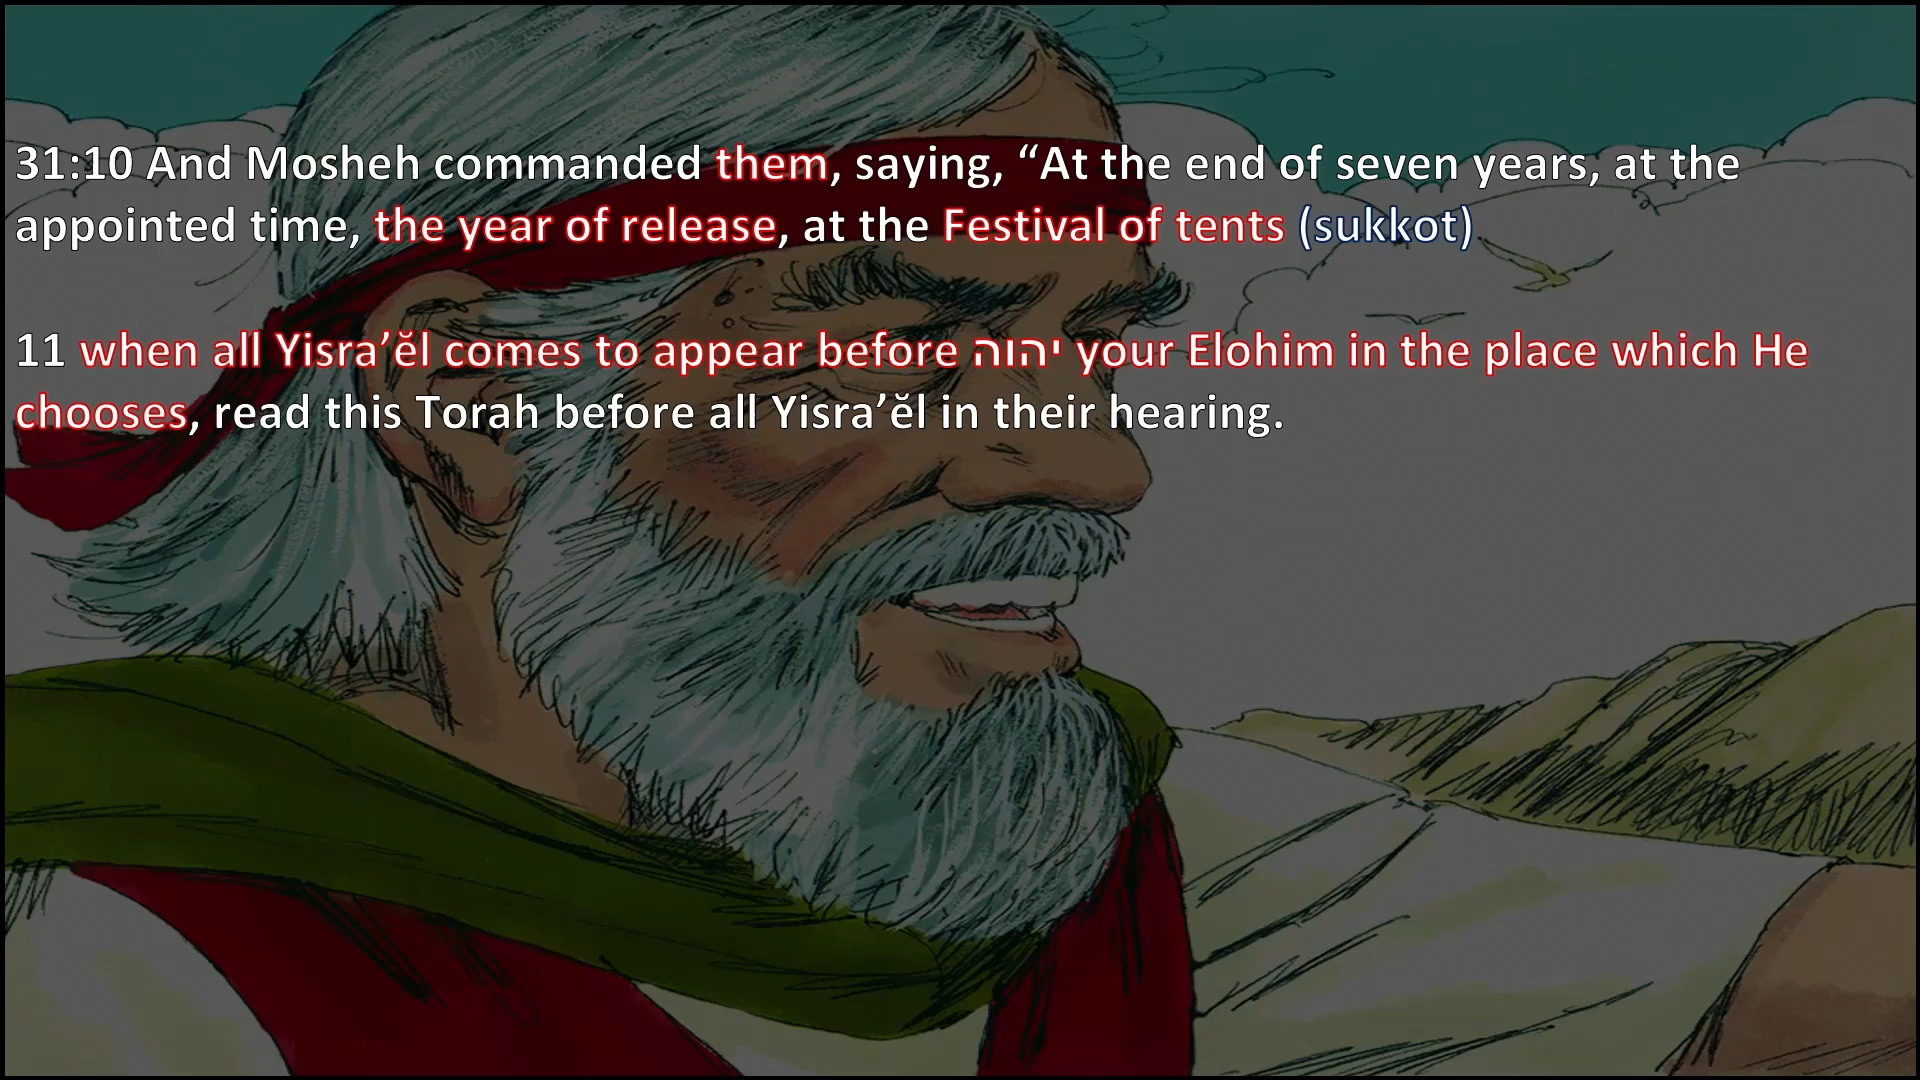 31:10 And Mosheh commanded them, saying, “At the end of seven years, at the
appointed time, the year of release, at the Festival of tents (sukkot)
11 when all Yisra’ĕl comes to appear before יהוה your Elohim in the place which He
chooses, read this Torah before all Yisra’ĕl in their hearing.